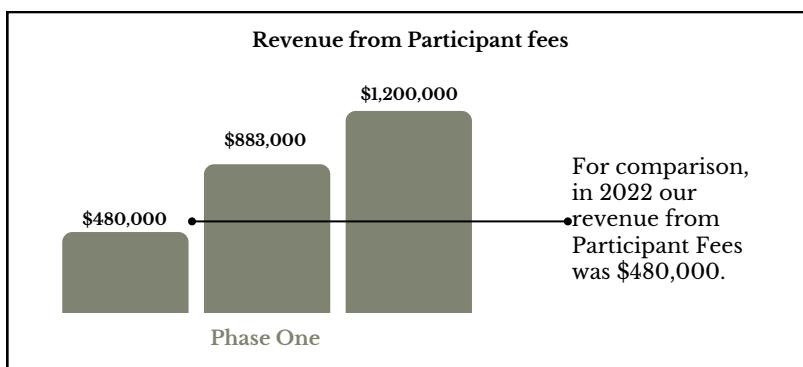 Revenue from Participant fees
$1,200,000
$883,000
$480,000
For comparison,
in 2022 our
revenue from
Participant Fees
was $480,000.
Phase One